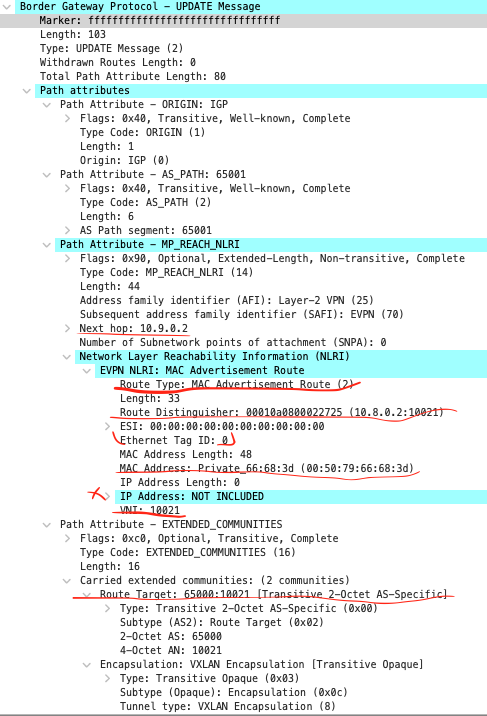 Border Gateway Protocol - UPDATE Message
Marker: ffffffffffffffffffffffffffffffff
Length: 103
Type: UPDATE Message (2)
Withdrawn Routes Length: 0
Total Path Attribute Length: 80
Path attributes
Path Attribute - ORIGIN: IGP
Flags: 0x40, Transitive, Well-known, Complete
Type Code: ORIGIN (1)
Length: 1
Origin: IGP (0)
Path Attribute - AS_PATH: 65001
Flags: 0x40, Transitive, Well-known, Complete
Type Code: AS_PATH (2)
Length: 6
AS Path segment: 65001
Path Attribute - MP_REACH_NLRI
Flags: 0x90, Optional, Extended-Length, Non-transitive, Complete
Type Code: MP_REACH_NLRI (14)
Length: 44
Address family identifier (AFI): Layer-2 VPN (25)
Subsequent address family identifier (SAFI): EVPN (70)
Next hop: 10.9.0.2
Number of Subnetwork points of attachment (SNPA): 0
Network Layer Reachability Information (NLRI)
EVPN NLRI: MAC Advertisement Route
Route Type: MAC Advertisement Route (2)
Length: 33
Route Distinguisher: 00010a0800022725 (10.8.0.2:10021)
ESI: 00:00:00:00:00:00:00:00:00:00
Ethernet Tag ID: 0
MAC Address Length: 48
MAC Address: Private_66:68:3d (00:50:79:66:68:3d)
IP Address Length: 0
IP Address: NOT INCLUDED
VNI: 10021
Path Attribute - EXTENDED_COMMUNITIES
Flags: 0xc0, Optional, Transitive, Complete
Type Code: EXTENDED_COMMUNITIES (16)
Length: 16
Carried extended communities: (2 communities)
Route Target: 65000:10021 [Transitive 2-Octet AS-Specific]
Type: Transitive 2-Octet AS-Specific (0x00)
Subtype (AS2): Route Target (0x02)
2-Octet AS: 65000
4-Octet AN: 10021
Encapsulation: VXLAN Encapsulation [Transitive Opaque]
Type: Transitive Opaque (0x03)
Subtype (Opaque): Encapsulation (0x0c)
Tunnel type: VXLAN Encapsulation (8)